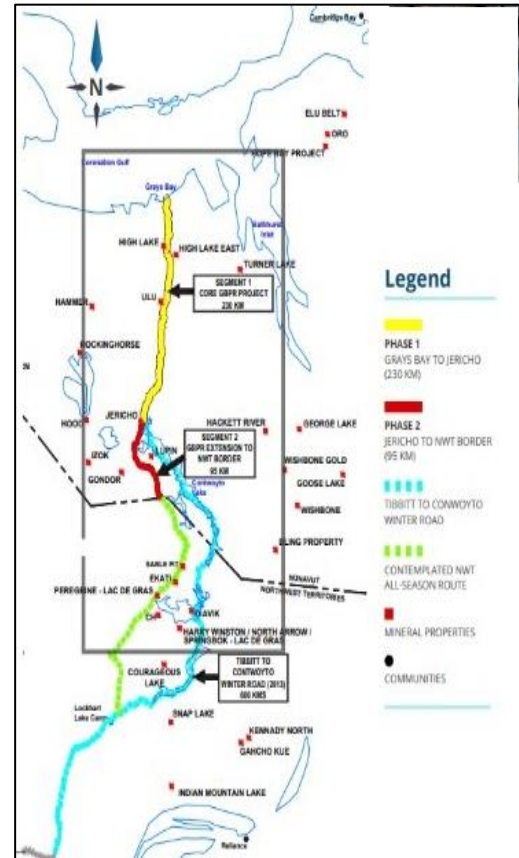 Cambridge Bay
N
ELU BELT
ORO
HOPE BAY PROJECT
Coronation Gulf
Grays Bay
Bathhurst
Inlet
HIGH LAKE
HIGH LAKE EAST
TURNER LAKE
SEGMENT 1
CORE GBPR PROJECT
230 KM
ULU
HAMMER
ROCKINGHORSE
JERICHO
HOOD
HACKETT RIVER
GEORGE LAKE
SEGMENT 2
GBPR EXTENSION TO
NWT BORDER
95 KM
LUPIN
IZOK
GONDOR
Contwoyto
Lake
WISHBONE GOLD
GOOSE LAKE
WISHBONE
BLING PROPERTY
SABLE PIT
EKATI
NUNAVUT
NORTHWEST TERRITORIES
PEREGRINE - LAC DE GRAS
DIAVIK
HARRY WINSTON / NORTH ARROW /
SPRINGBOK - LAC DE GRAS
COURAGEOUS
LAKE
TIBBITT TO
CONTWOYTO
WINTER ROAD (2013)
600 KMS
Lockhart
Lake Camp
SNAP LAKE
KENNADY NORTH
GAHCHO KUE
INDIAN MOUNTAIN LAKE
Reliance
Legend
PHASE 1
GRAYS BAY TO JERICHO
(230 KM)
PHASE 2
JERICHO TO NWT BORDER
(95 KM)
TIBBITT TO CONWOYTO
WINTER ROAD
CONTEMPLATED NWT
ALL-SEASON ROUTE
MINERAL PROPERTIES
COMMUNITIES